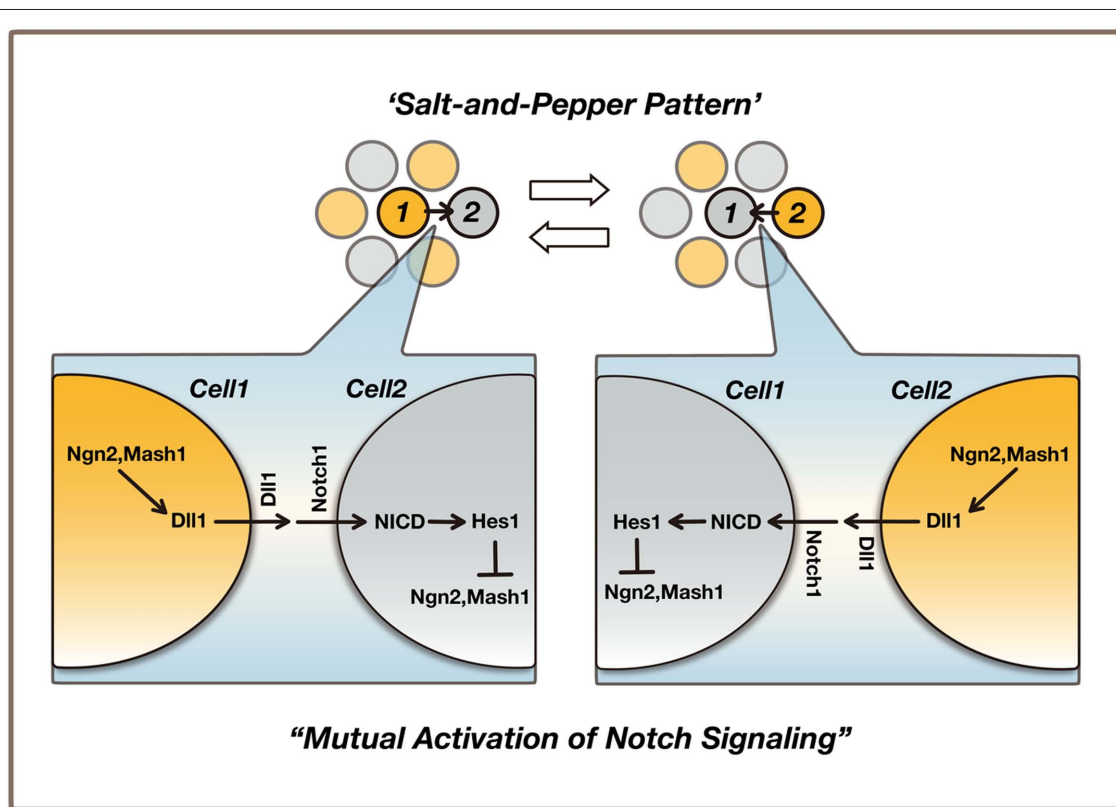 ‘Salt-and-Pepper Pattern’
1 2
1 2
Cell1 Cell2
Ngn2,Mash1
Dll1
Dll1
Notch1
NICD
Hes1
Ngn2,Mash1
Cell1 Cell2
Ngn2,Mash1
Hes1
NICD
Notch1
Dll1
Dll1
Ngn2,Mash1
“Mutual Activation of Notch Signaling”